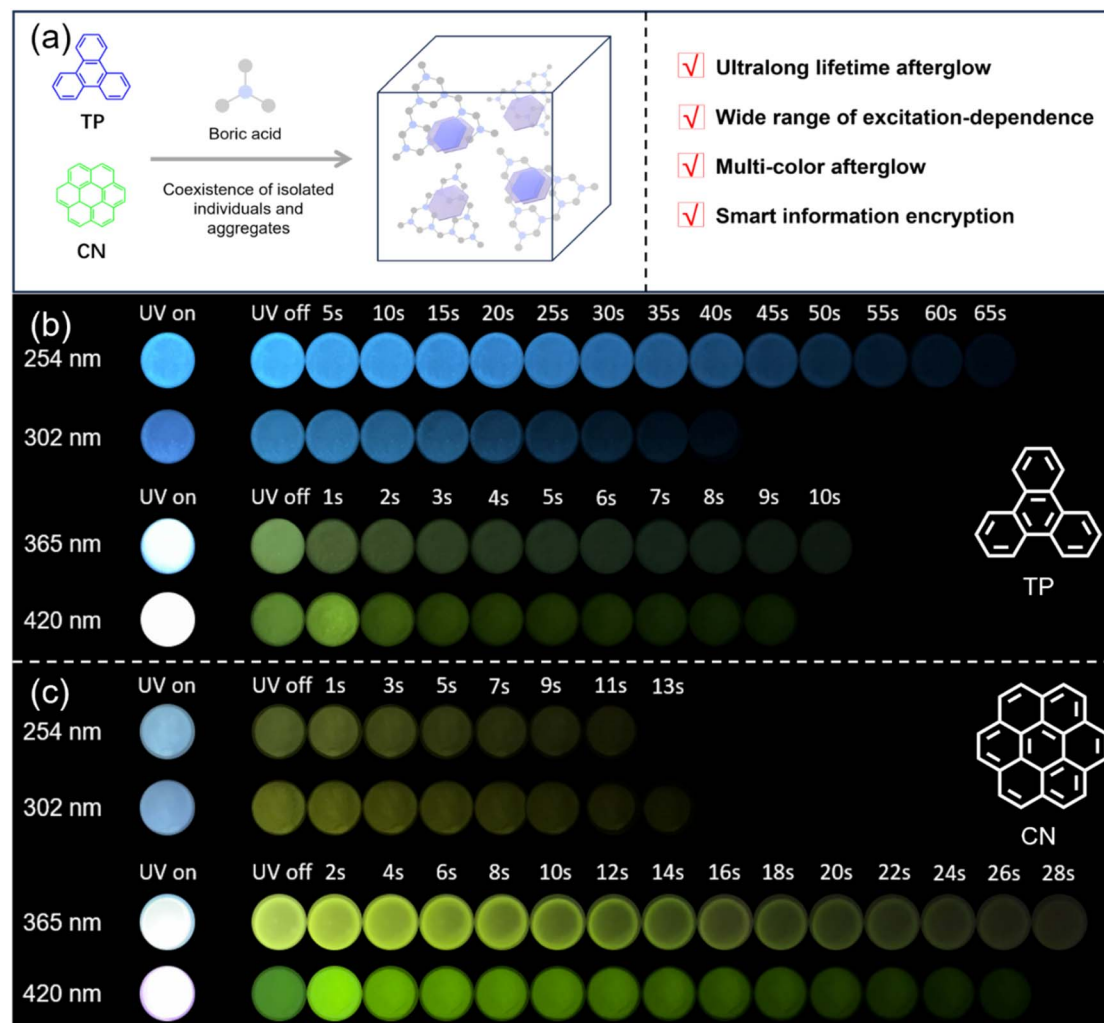 (a)
TP
CN
Boric acid
Coexistence of isolated
individuals and
aggregates
√ Ultralong lifetime afterglow
√ Wide range of excitation-dependence
√ Multi-color afterglow
√ Smart information encryption
(b)
UV on UV off 5s 10s 15s 20s 25s 30s 35s 40s 45s 50s 55s 60s 65s
254 nm
302 nm
UV on UV off 1s 2s 3s 4s 5s 6s 7s 8s 9s 10s
365 nm
420 nm
TP
(c)
UV on UV off 1s 3s 5s 7s 9s 11s 13s
254 nm
302 nm
CN
UV on UV off 2s 4s 6s 8s 10s 12s 14s 16s 18s 20s 22s 24s 26s 28s
365 nm
420 nm